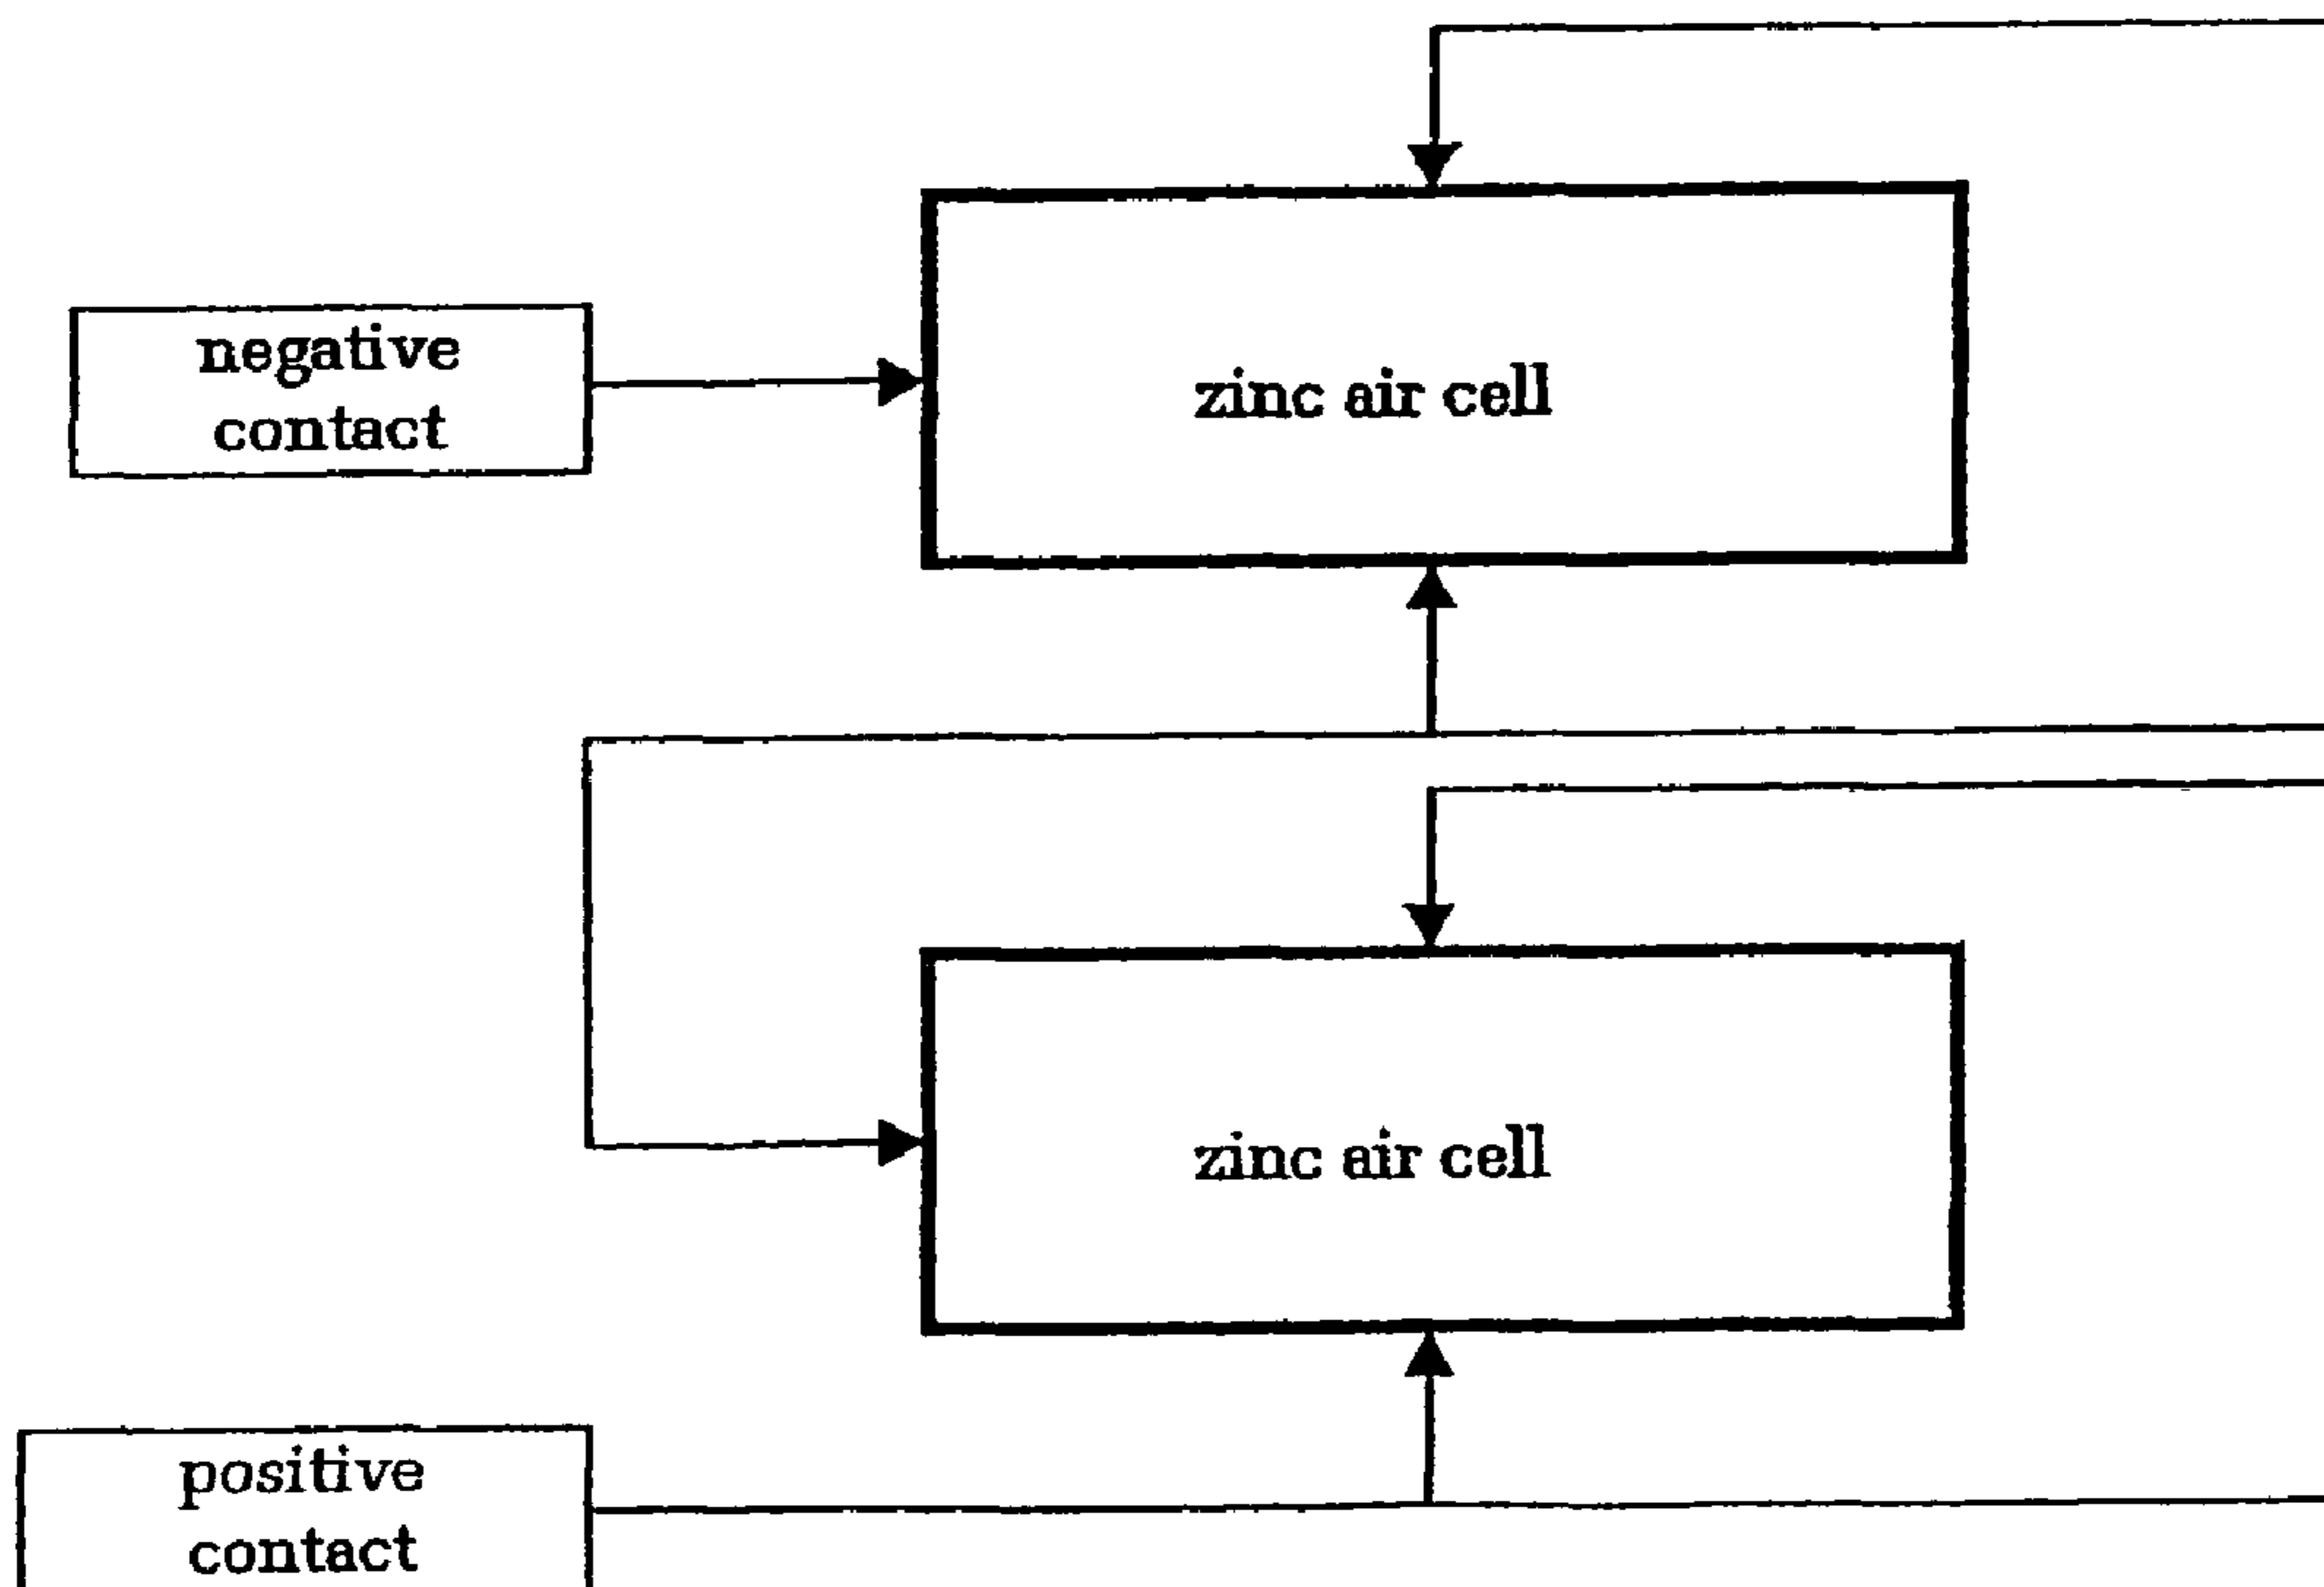 negative
contact
zinc air cell
zinc air cell
positive
contact